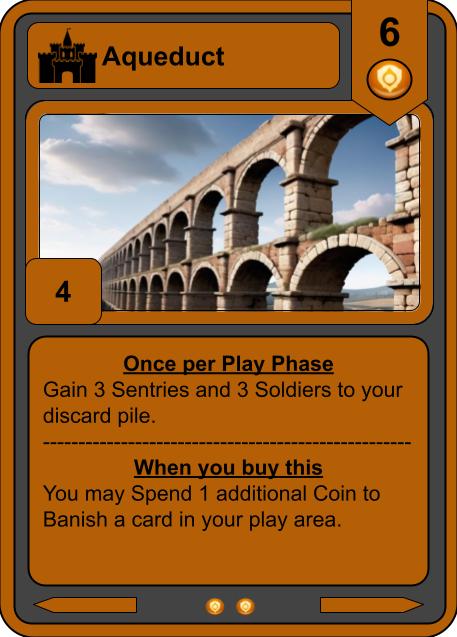 Aqueduct
6
4
Once per Play Phase
Gain 3 Sentries and 3 Soldiers to your
discard pile.
--------------------------------------------------------
When you buy this
You may Spend 1 additional Coin to
Banish a card in your play area.